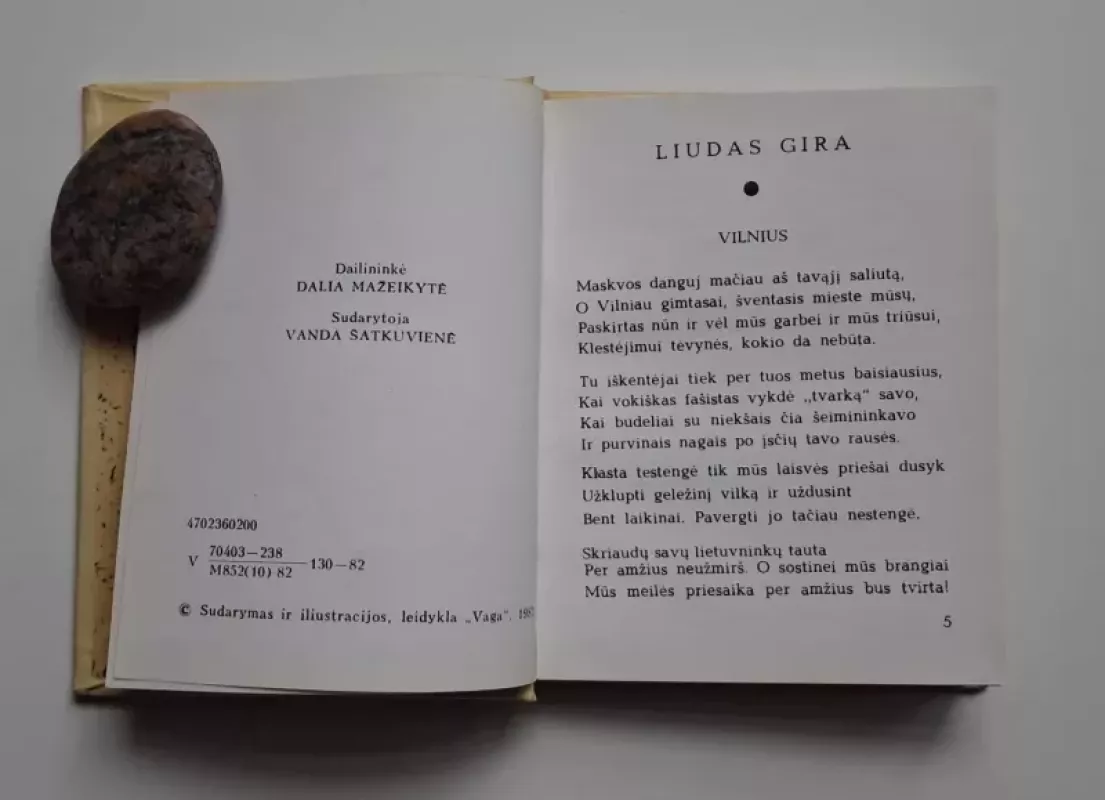 Dailininkė
DALIA MAŽEIKYTĖ
Sudarytoja
VANDA ŠATKUVIENĖ
4702360200
V 70403—238
M852(10) 82 —130—82
© Sudarymas ir iliustracijos, leidykla „Vaga“,
LIUDAS GIRA
●
VILNIUS
Maskvos danguj mačiau aš tavąjį saliutą,
O Vilniau gimtasai, šventasis mieste mūsų,
Paskirtas nūn ir vėl mūs garbei ir mūs triūsui,
Klestėjimui tėvynės, kokio da nebūta.
Tu iškentėjai tiek per tuos metus baisiausius,
Kai vokiškas fašistas vykdė „tvarką“ savo,
Kai budeliai su niekšais čia šeimininkavo
Ir purvinais nagais po įsčių tavo rausės.
Klasta testengė tik mūs laisvės priešai dusyk
Užklupti geležinį vilką ir uždusint
Bent laikinai. Pavergti jo tačiau nestengė.
Skriaudų savų lietuvninkų tauta
Per amžius neužmirš. O sostinei mūs brangiai
Mūs meilės priesaika per amžius bus tvirta!
5